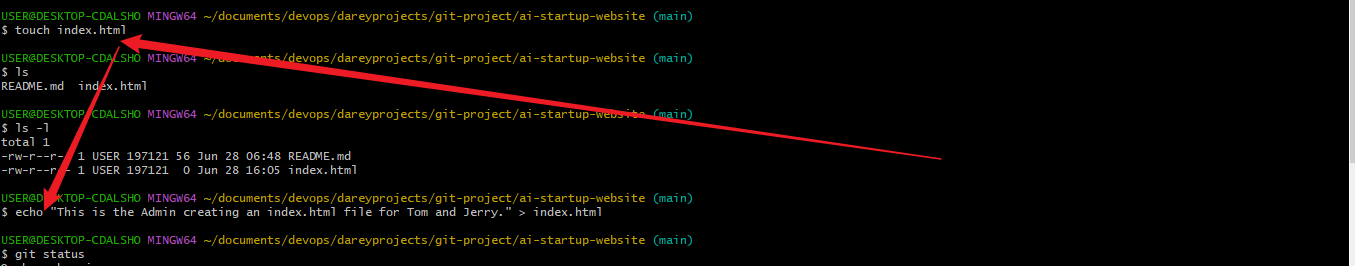 USER@DESKTOP-CDALSHO MINGW64 ~/documents/devops/dareyprojects/git-project/ai-startup-website (main)
$ touch index.html
USER@DESKTOP-CDALSHO MINGW64 ~/documents/devops/dareyprojects/git-project/ai-startup-website (main)
$ ls
README.md  index.html
USER@DESKTOP-CDALSHO MINGW64 ~/documents/devops/dareyprojects/git-project/ai-startup-website (main)
$ ls -l
total 1
-rw-r--r-- 1 USER 197121 56 Jun 28 06:48 README.md
-rw-r--r-- 1 USER 197121  0 Jun 28 16:05 index.html
USER@DESKTOP-CDALSHO MINGW64 ~/documents/devops/dareyprojects/git-project/ai-startup-website (main)
$ echo "This is the Admin creating an index.html file for Tom and Jerry." > index.html
USER@DESKTOP-CDALSHO MINGW64 ~/documents/devops/dareyprojects/git-project/ai-startup-website (main)
$ git status